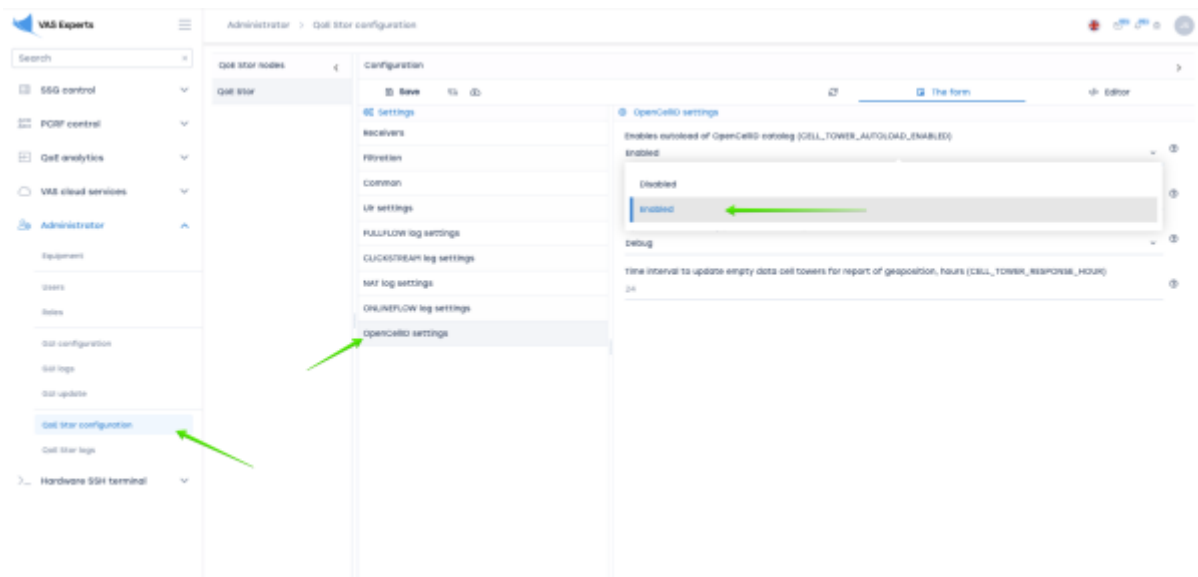 VAS Experts
Administrator > QoE Stor configuration
Search
SSG control
PCRF control
QoE analytics
VAS cloud services
Administrator
Equipment
Users
Roles
GUI configuration
GUI logs
GUI update
QoE Stor configuration
QoE Stor logs
Hardware SSH terminal
QoE Stor nodes
QoE Stor
Configuration
Save
The form
Editor
Settings
Receivers
Filtration
Common
Ulr settings
FULLFLOW log settings
CLICKSTREAM log settings
NAT log settings
ONLINEFLOW log settings
OpenCellID settings
OpenCellID settings
Enables autoload of OpenCellID catalog (CELL_TOWER_AUTOLOAD_ENABLED)
Enabled
Disabled
Enabled
Debug
Time interval to update empty data cell towers for report of geoposition, hours (CELL_TOWER_RESPONSE_HOUR)
24